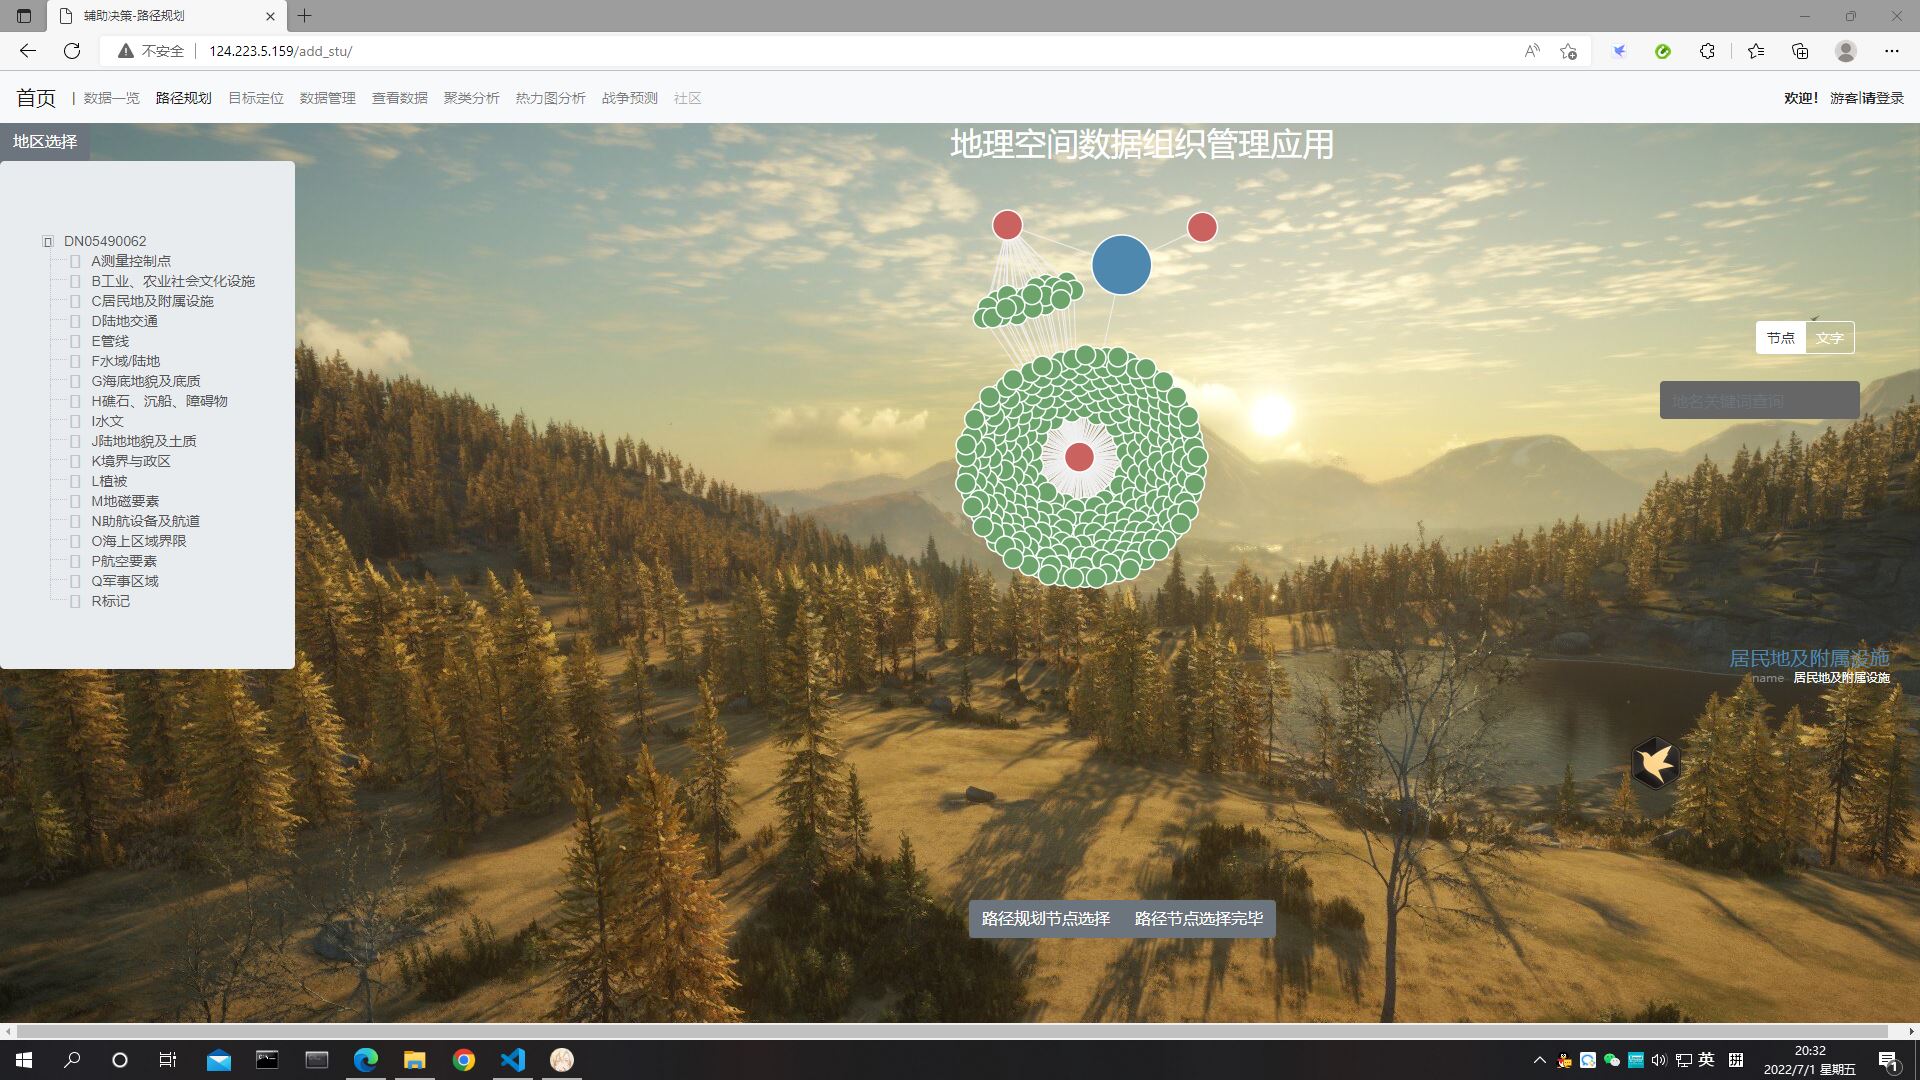 辅助决策-路径规划
不安全 124.223.5.159/add_stu/
首页 | 数据一览 路径规划 目标定位 数据管理 查看数据 聚类分析 热力图分析 战争预测 社区 欢迎！ 游客|请登录
地区选择
地理空间数据组织管理应用
DN05490062
A测量控制点
B工业、农业社会文化设施
C居民地及附属设施
D陆地交通
E管线
F水域/陆地
G海底地貌及底质
H礁石、沉船、障碍物
I水文
J陆地地貌及土质
K境界与政区
L植被
M地磁要素
N助航设备及航道
O海上区域界限
P航空要素
Q军事区域
R标记
节点 文字
地名关键词查询
居民地及附属设施
name 居民地及附属设施
路径规划节点选择 路径节点选择完毕
英 拼 20:32
2022/7/1 星期五
1